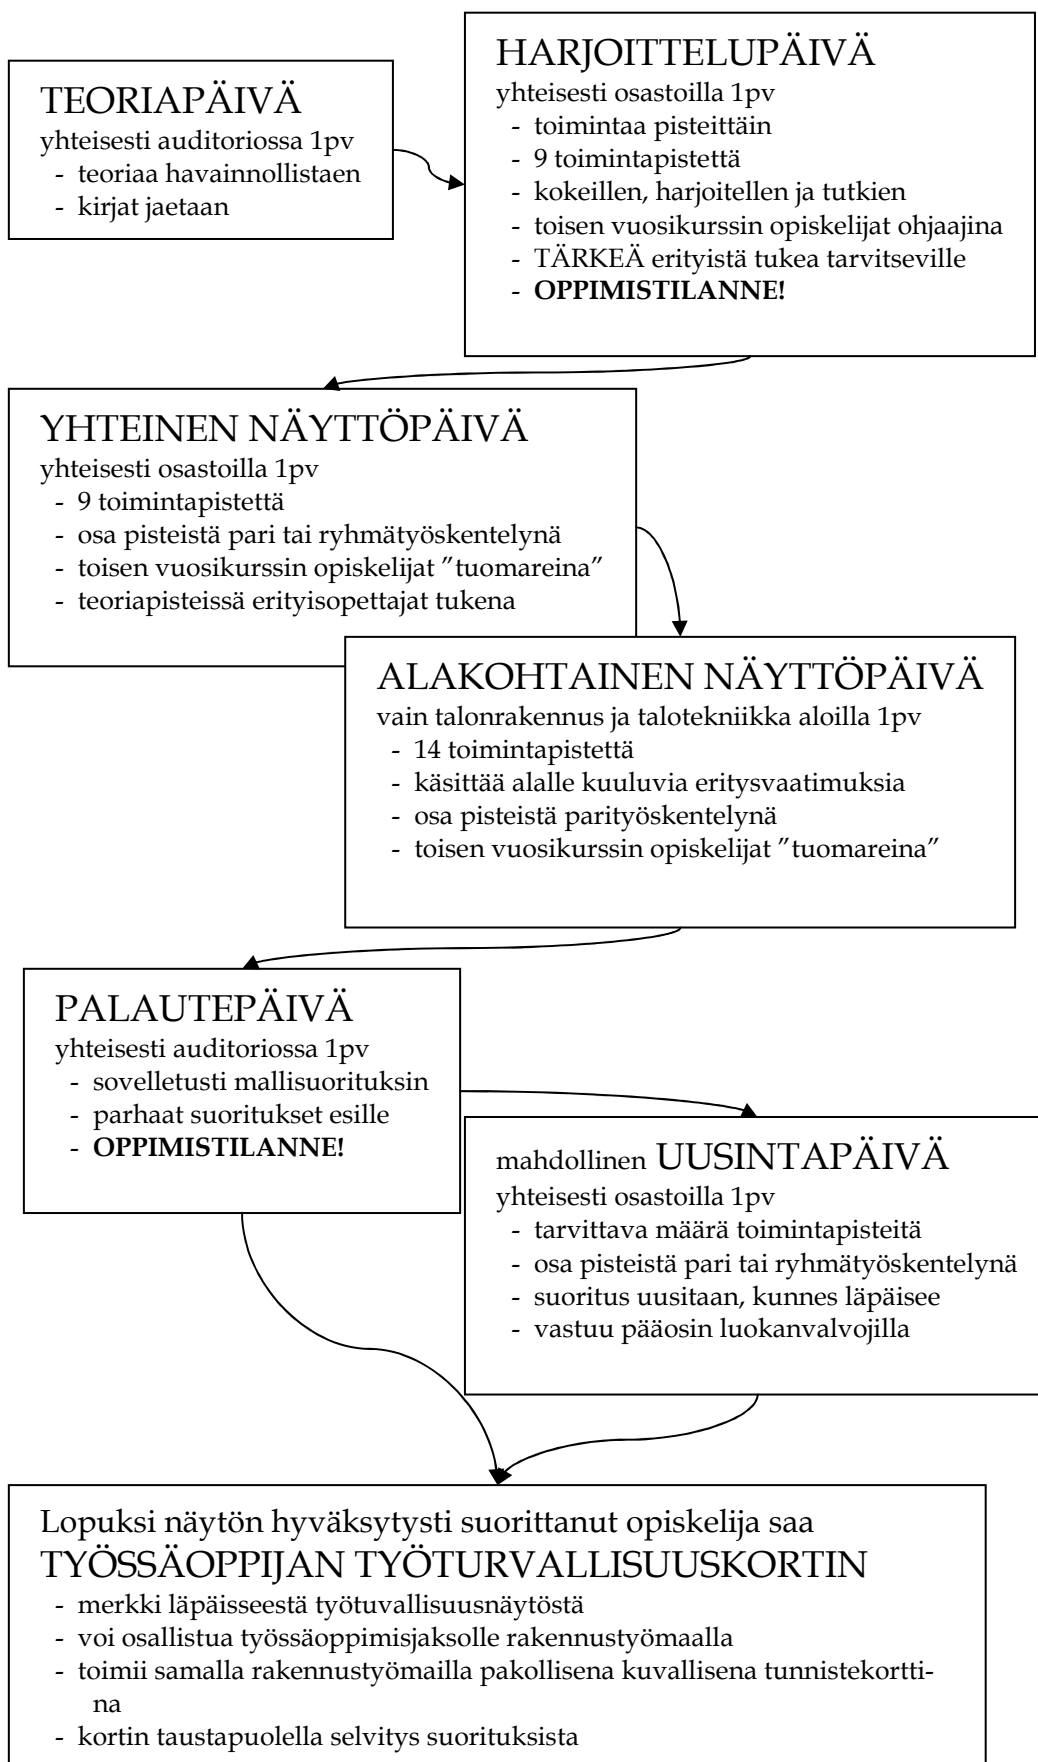 TEORIAPÄIVÄ
yhteisesti auditoriossa 1pv
- teoriaa havainnollistaen
- kirjat jaetaan
HARJOITTELUPÄIVÄ
yhteisesti osastoilla 1pv
- toimintaa pisteittäin
- 9 toimintapistettä
- kokeillen, harjoitellen ja tutkien
- toisen vuosikurssin opiskelijat ohjaajina
- TÄRKEÄ erityistä tukea tarvitseville
- OPPIMISTILANNE!
YHTEINEN NÄYTTÖPÄIVÄ
yhteisesti osastoilla 1pv
- 9 toimintapistettä
- osa pisteistä pari tai ryhmätyöskentelynä
- toisen vuosikurssin opiskelijat ”tuomareina”
- teoriapisteissä erityisopettajat tukena
ALAKOHTAINEN NÄYTTÖPÄIVÄ
vain talonrakennus ja talotekniikka aloilla 1pv
- 14 toimintapistettä
- käsittää alalle kuuluvia eritysvaatimuksia
- osa pisteistä parityöskentelynä
- toisen vuosikurssin opiskelijat ”tuomareina”
PALAUTEPÄIVÄ
yhteisesti auditoriossa 1pv
- sovelletusti mallisuorituksin
- parhaat suoritukset esille
- OPPIMISTILANNE!
mahdollinen UUSINTAPÄIVÄ
yhteisesti osastoilla 1pv
- tarvittava määrä toimintapisteitä
- osa pisteistä pari tai ryhmätyöskentelynä
- suoritus uusitaan, kunnes läpäisee
- vastuu pääosin luokanvalvojilla
Lopuksi näytön hyväksytysti suorittanut opiskelija saa
TYÖSSÄOPPIJAN TYÖTURVALLISUUSKORTIN
- merkki läpäisseestä työtuvallisuusnäytöstä
- voi osallistua työssäoppimisjaksolle rakennustyömaalla
- toimii samalla rakennustyömailla pakollisena kuvallisena tunnistekortti-
na
- kortin taustapuolella selvitys suorituksista